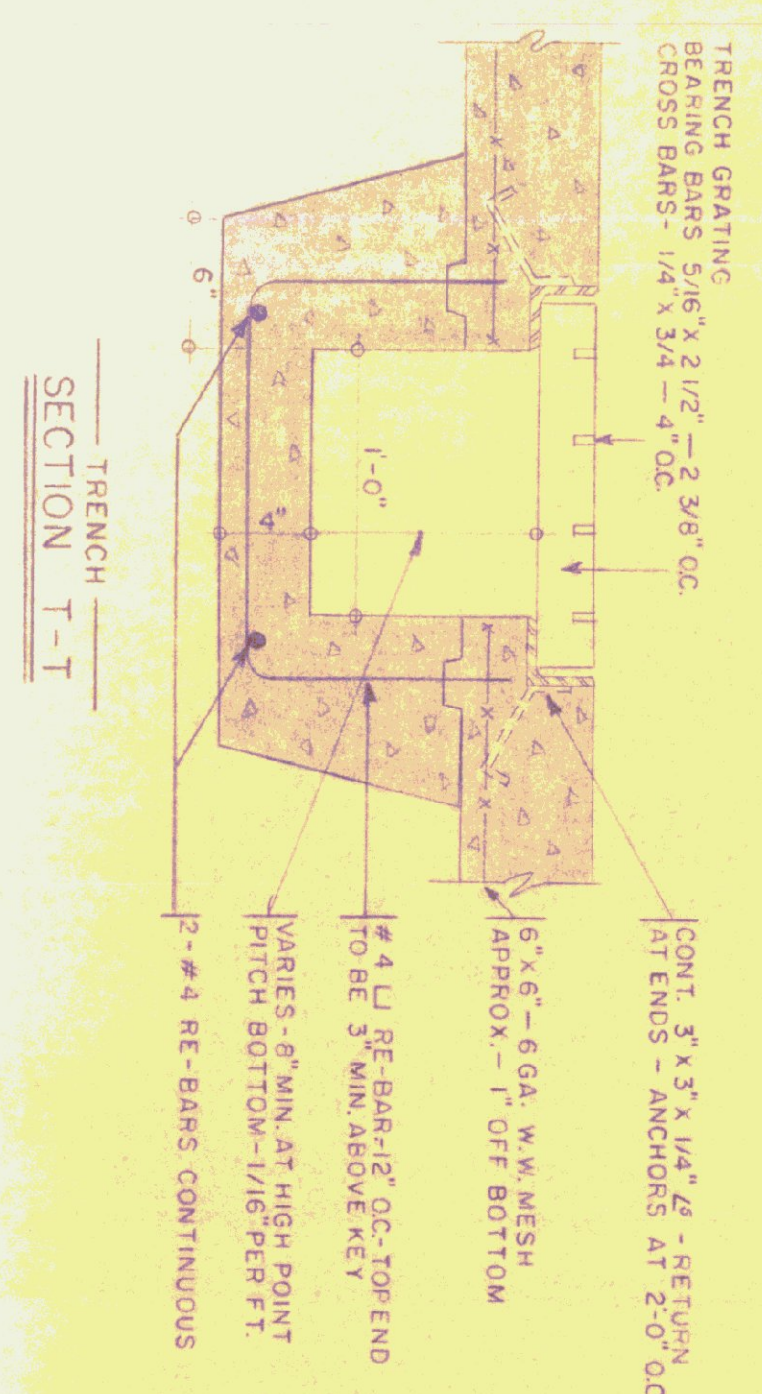 TRENCH GRATING
BEARING BARS 5/16" x 2 1/2" — 2 3/8" O.C.
CROSS BARS - 1/4" x 3/4 — 4" O.C.
CONT. 3" x 3" x 1/4" Ls - RETURN
AT ENDS - ANCHORS AT 2'-0" O.C
6" x 6" — 6 GA. W.W. MESH
APPROX. - 1" OFF BOTTOM
# 4 ⊔ RE-BAR-12" O.C.-TOP END
TO BE 3" MIN. ABOVE KEY
VARIES - 8" MIN. AT HIGH POINT
PITCH BOTTOM - 1/16" PER FT.
2 - #4 RE-BARS CONTINUOUS
1'-0"
4"
6"
TRENCH
SECTION T-T